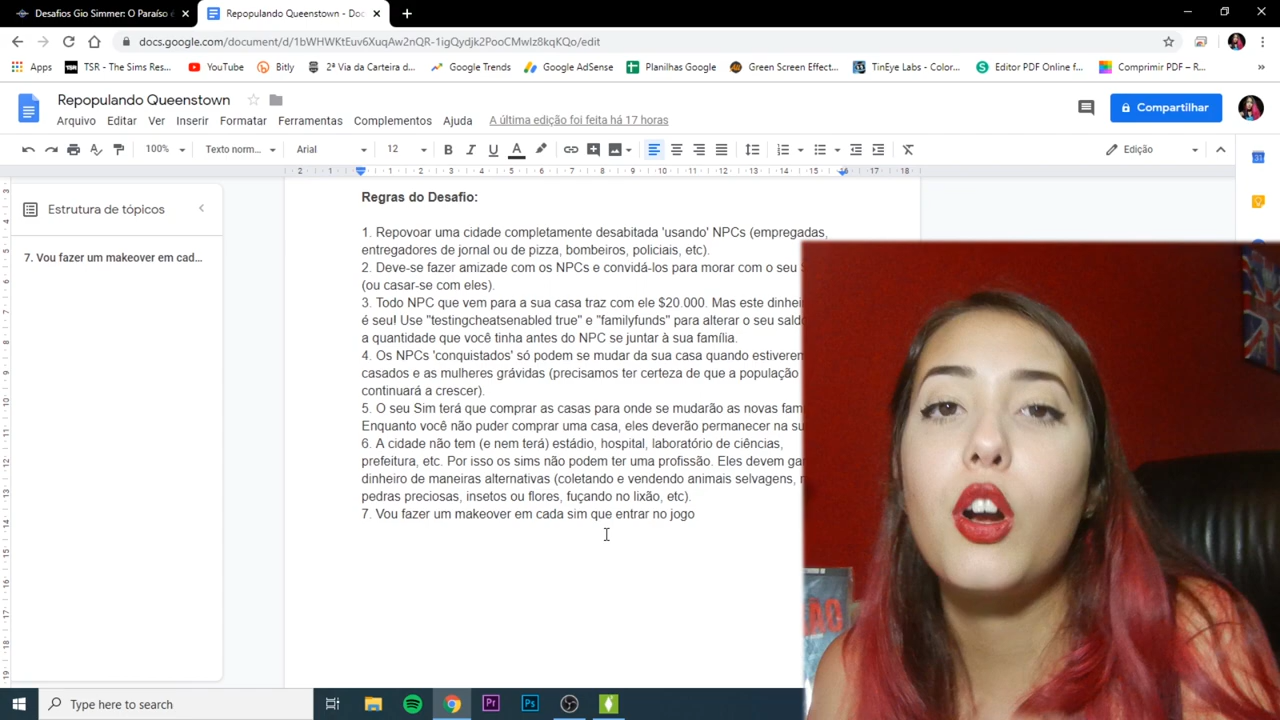 Desafios Gio Simmer: O Paraíso é
Repopulando Queenstown - Doc
docs.google.com/document/d/1bWHWKtEuv6XuqAw2nQR-1igQydjk2PooCMwlz8kqKQo/edit
Apps
TSR - The Sims Res...
YouTube
Bitly
2ª Via da Carteira d...
Google Trends
Google AdSense
Planilhas Google
Green Screen Effect...
TinEye Labs - Color...
Editor PDF Online f...
Comprimir PDF – R...
Repopulando Queenstown
Compartilhar
Arquivo Editar Ver Inserir Formatar Ferramentas Complementos Ajuda A última edição foi feita há 17 horas
100% Texto norm... Arial 12 Edição
Estrutura de tópicos
7. Vou fazer um makeover em cad...
Regras do Desafio:
1. Repovoar uma cidade completamente desabitada 'usando' NPCs (empregadas,
entregadores de jornal ou de pizza, bombeiros, policiais, etc).
2. Deve-se fazer amizade com os NPCs e convidá-los para morar com o seu
(ou casar-se com eles).
3. Todo NPC que vem para a sua casa traz com ele $20.000. Mas este
é seu! Use "testingcheatsenabled true" e "familyfunds" para alterar o seu
a quantidade que você tinha antes do NPC se juntar à sua família.
4. Os NPCs 'conquistados' só podem se mudar da sua casa quando
casados e as mulheres grávidas (precisamos ter certeza de que a população
continuará a crescer).
5. O seu Sim terá que comprar as casas para onde se mudarão as novas
Enquanto você não puder comprar uma casa, eles deverão permanecer na
6. A cidade não tem (e nem terá) estádio, hospital, laboratório de ciências,
prefeitura, etc. Por isso os sims não podem ter uma profissão. Eles devem
dinheiro de maneiras alternativas (coletando e vendendo animais selvagens,
pedras preciosas, insetos ou flores, fuçando no lixão, etc).
7. Vou fazer um makeover em cada sim que entrar no jogo
Type here to search